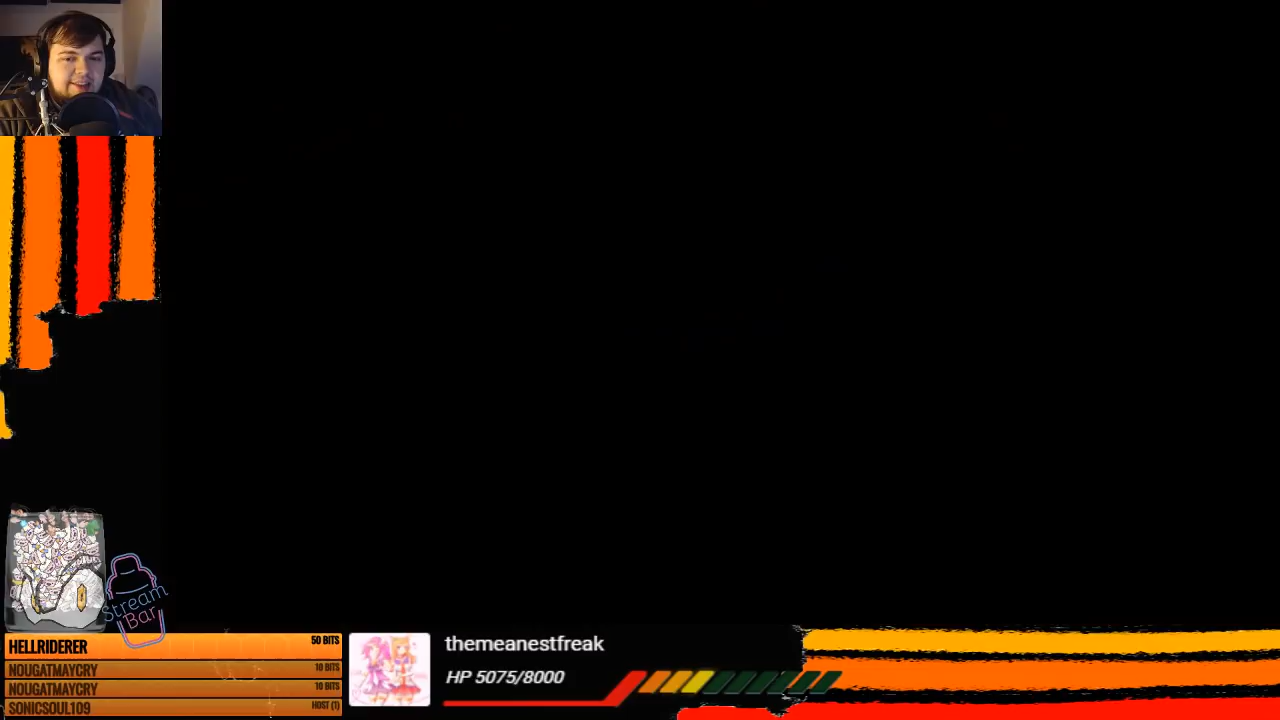 Stream
Bar
HELLRIDERER 50 BITS
NOUGATMAYCRY 10 BITS
NOUGATMAYCRY 10 BITS
SONICSOUL109 HOST (1)
themeanestfreak
HP 5075/8000